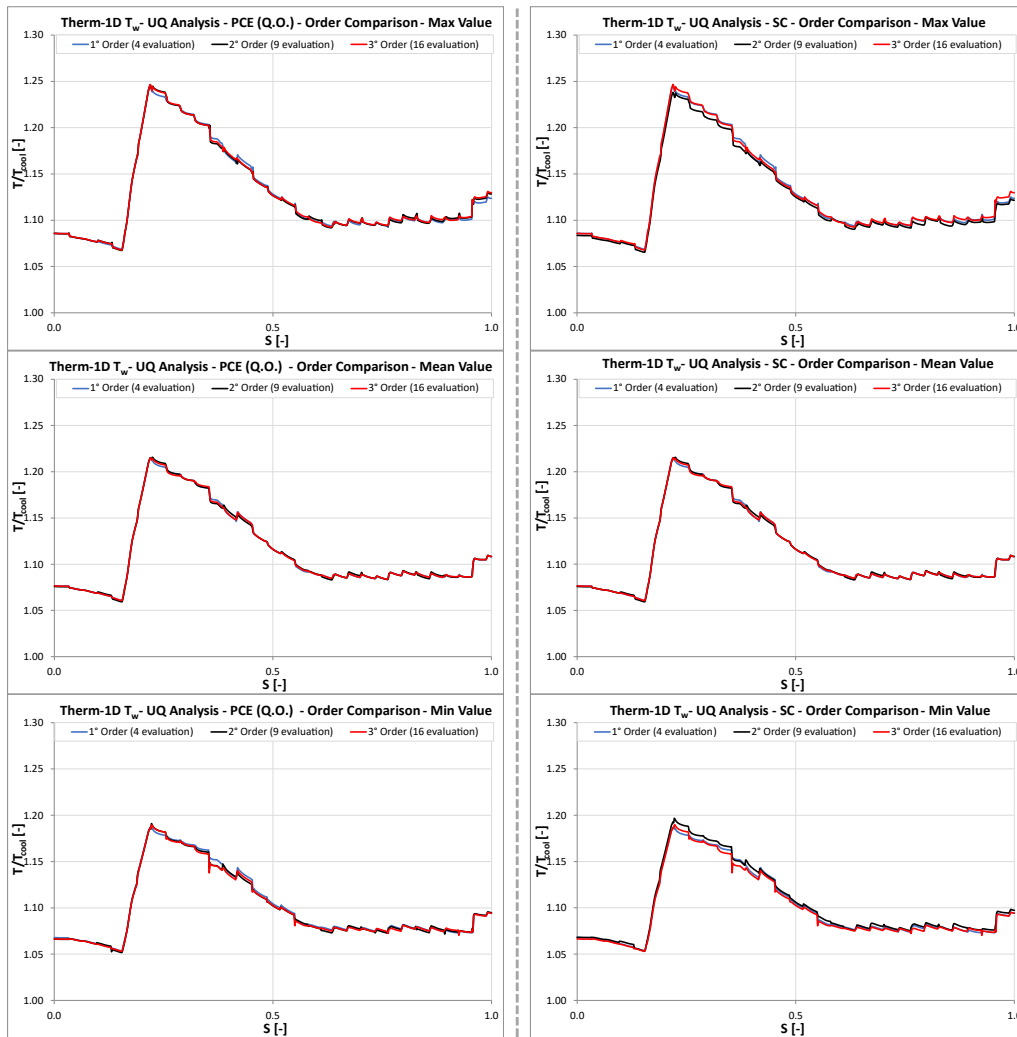 Therm-1D Tw- UQ Analysis - PCE (Q.O.) - Order Comparison - Max Value
1° Order (4 evaluation) 2° Order (9 evaluation) 3° Order (16 evaluation)
T/Tcool [-]
1.30
1.25
1.20
1.15
1.10
1.05
1.00
0.0 0.5 1.0
S [-]
Therm-1D Tw- UQ Analysis - SC - Order Comparison - Max Value
1° Order (4 evaluation) 2° Order (9 evaluation) 3° Order (16 evaluation)
T/Tcool [-]
1.30
1.25
1.20
1.15
1.10
1.05
1.00
0.0 0.5 1.0
S [-]
Therm-1D Tw- UQ Analysis - PCE (Q.O.) - Order Comparison - Mean Value
1° Order (4 evaluation) 2° Order (9 evaluation) 3° Order (16 evaluation)
T/Tcool [-]
1.30
1.25
1.20
1.15
1.10
1.05
1.00
0.0 0.5 1.0
S [-]
Therm-1D Tw- UQ Analysis - SC - Order Comparison - Mean Value
1° Order (4 evaluation) 2° Order (9 evaluation) 3° Order (16 evaluation)
T/Tcool [-]
1.30
1.25
1.20
1.15
1.10
1.05
1.00
0.0 0.5 1.0
S [-]
Therm-1D Tw- UQ Analysis - PCE (Q.O.) - Order Comparison - Min Value
1° Order (4 evaluation) 2° Order (9 evaluation) 3° Order (16 evaluation)
T/Tcool [-]
1.30
1.25
1.20
1.15
1.10
1.05
1.00
0.0 0.5 1.0
S [-]
Therm-1D Tw- UQ Analysis - SC - Order Comparison - Min Value
1° Order (4 evaluation) 2° Order (9 evaluation) 3° Order (16 evaluation)
T/Tcool [-]
1.30
1.25
1.20
1.15
1.10
1.05
1.00
0.0 0.5 1.0
S [-]